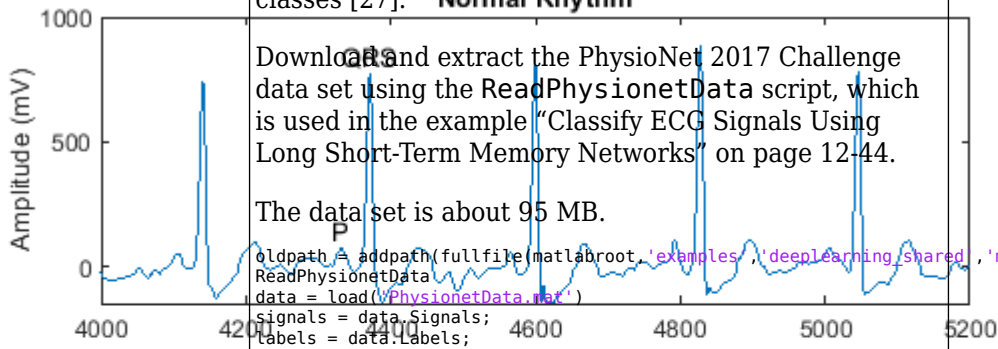 classes [27]. Normal Rhythm
1000
Download and extract the PhysioNet 2017 Challenge
QRS
data set using the ReadPhysionetData script, which
is used in the example “Classify ECG Signals Using
500
Long Short-Term Memory Networks” on page 12-44.
Amplitude (mV)
The data set is about 95 MB.
P
oldpath = addpath(fullfile(matlabroot,'examples','deeplearning_shared','
0
ReadPhysionetData
data = load('PhysionetData.mat')
signals = data.Signals;
4000 4200 4400 4600 4800 5000 5200
labels = data.Labels;